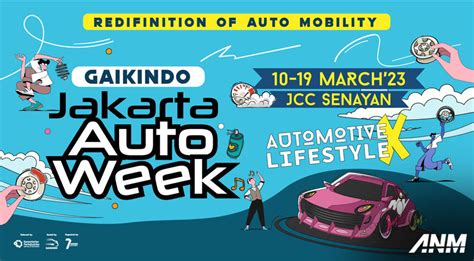 REDIFINITION OF AUTO MOBILITY
GAIKINDO
Jakarta
Auto
Week
10-19 MARCH'23
JCC SENAYAN
AUTOMOTIVE X
LIFESTYLE
ANM